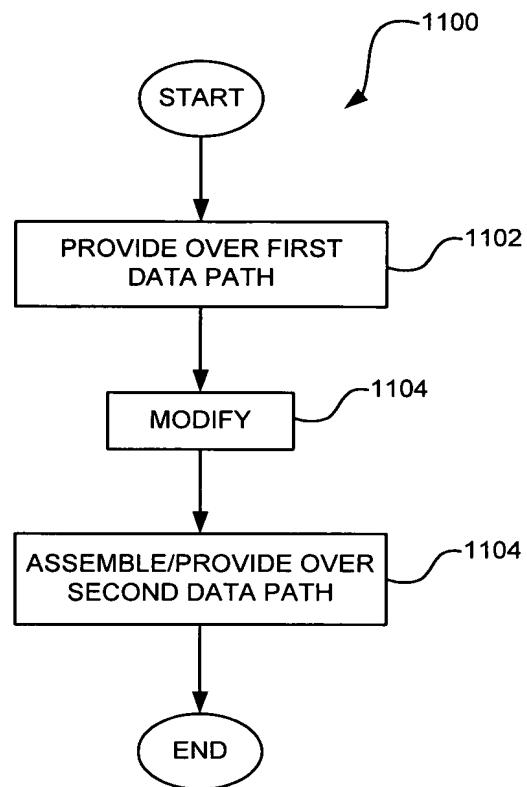 1100
START
PROVIDE OVER FIRST
DATA PATH
1102
MODIFY
1104
ASSEMBLE/PROVIDE OVER
SECOND DATA PATH
1104
END